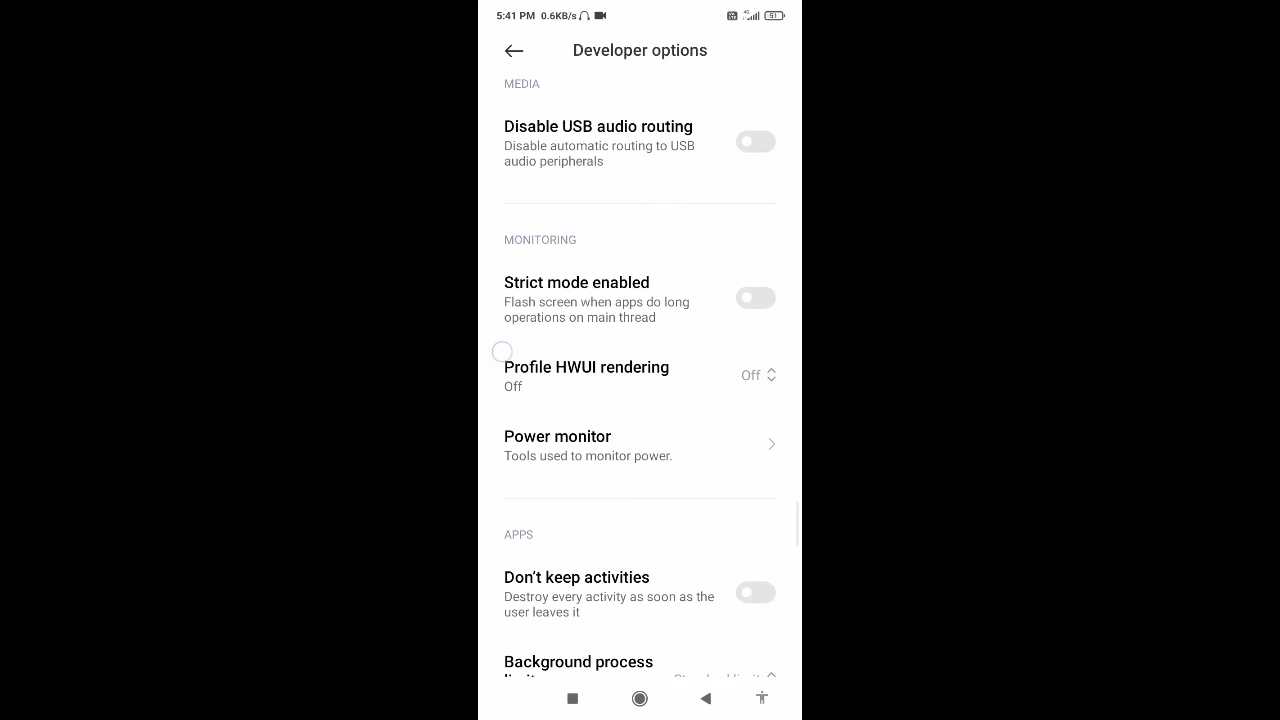 5:41 PM 0.6KB/s 51
Developer options
MEDIA
Disable USB audio routing
Disable automatic routing to USB
audio peripherals
MONITORING
Strict mode enabled
Flash screen when apps do long
operations on main thread
Profile HWUI rendering
Off
Off
Power monitor
Tools used to monitor power.
APPS
Don't keep activities
Destroy every activity as soon as the
user leaves it
Background process